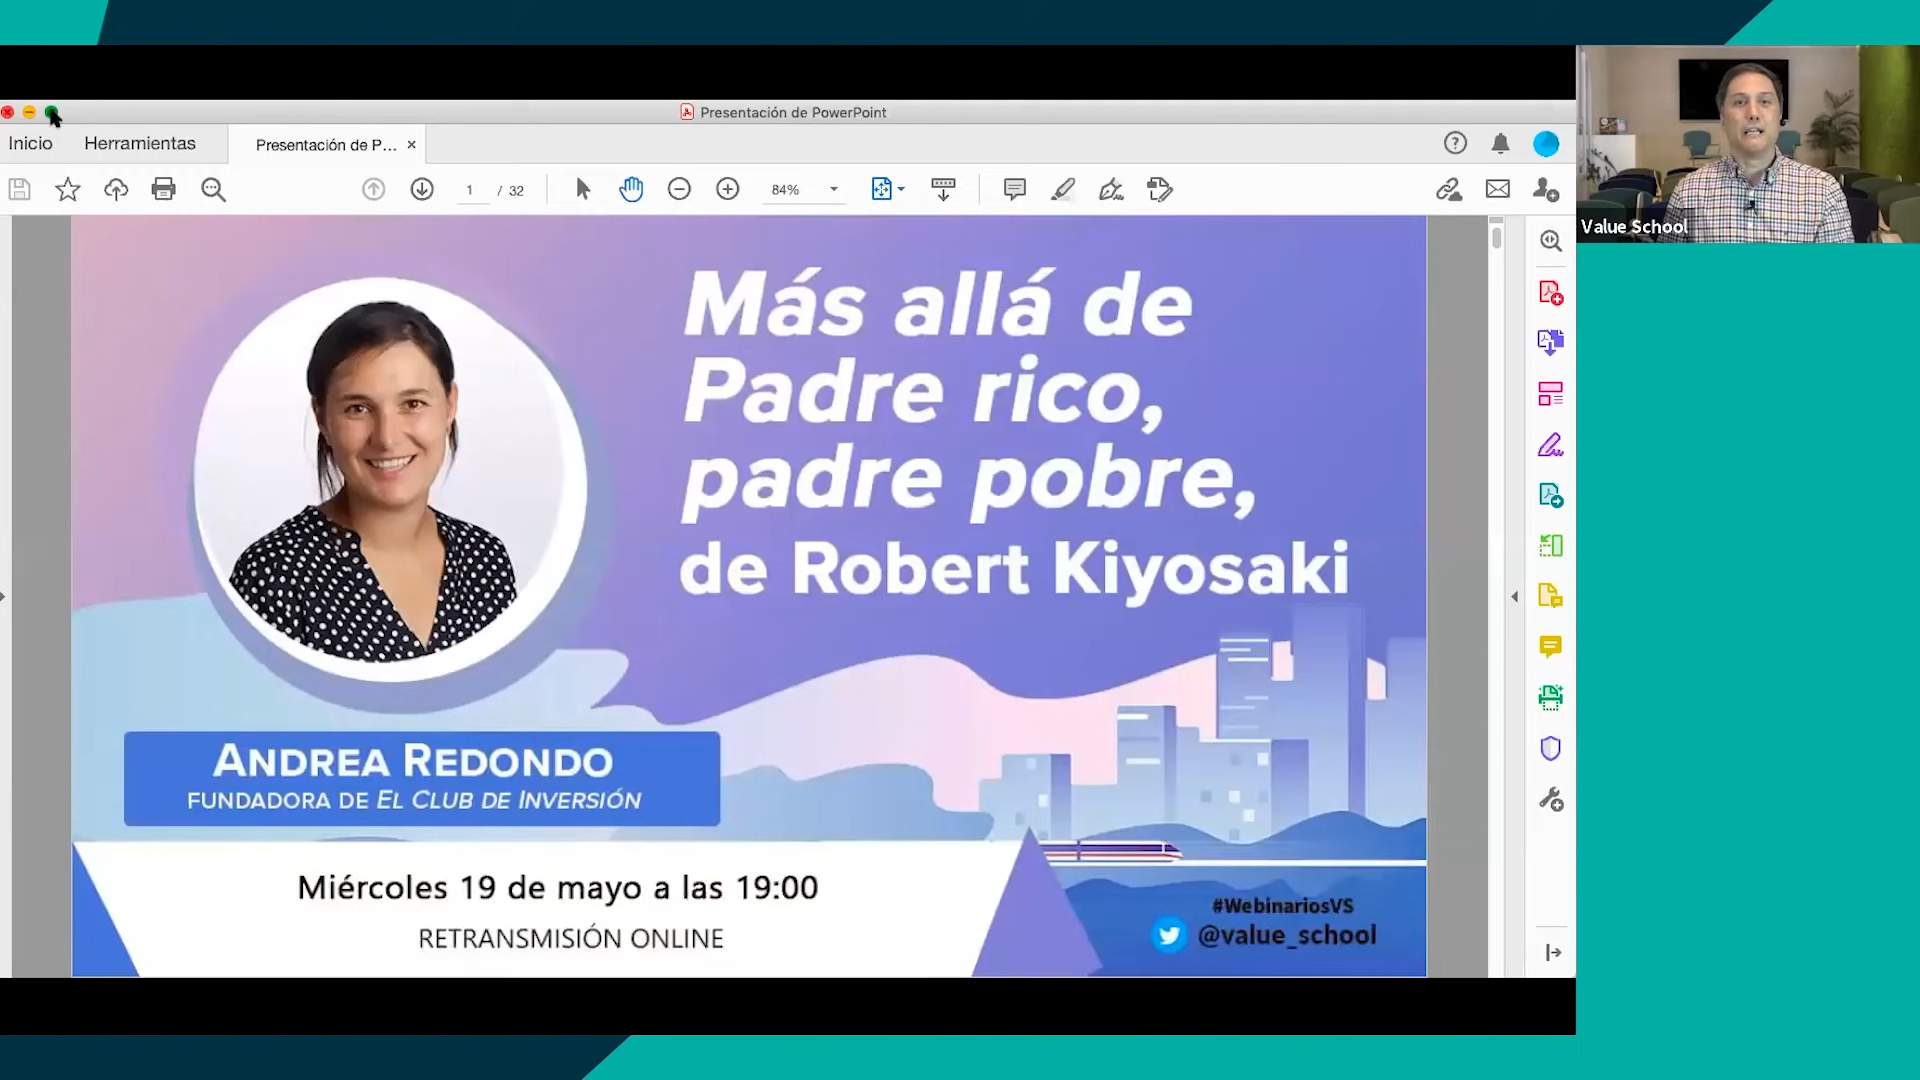 Presentación de PowerPoint
Inicio
Herramientas
Presentación de P... ×
1 / 32
84%
Value School
Más allá de
Padre rico,
padre pobre,
de Robert Kiyosaki
ANDREA REDONDO
FUNDADORA DE EL CLUB DE INVERSIÓN
Miércoles 19 de mayo a las 19:00
RETRANSMISIÓN ONLINE
#WebinariosVS
@value_school